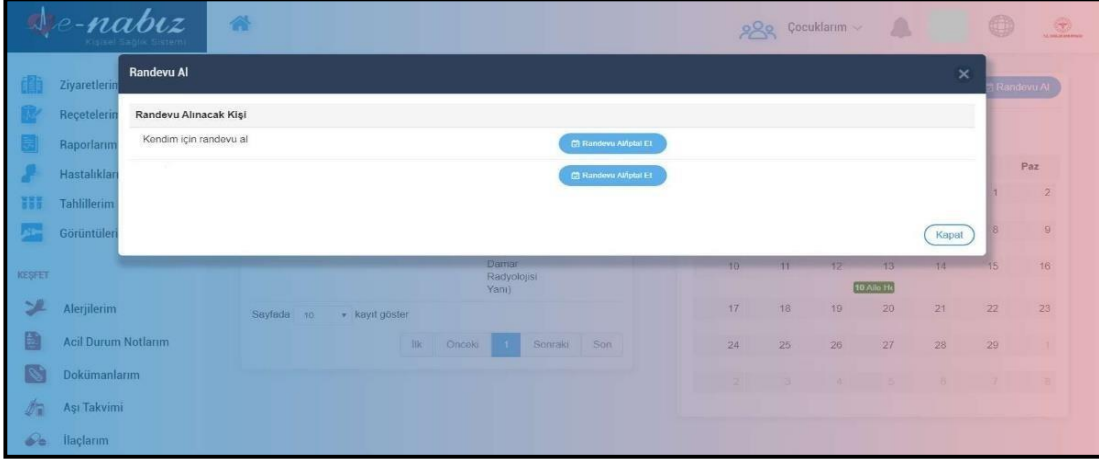 e-nabız
Kişisel Sağlık Sistemi
Çocuklarım
Randevu Al
Randevu Al
Randevu Alınacak Kişi
Kendim için randevu al
Randevu Al/İptal Et
Randevu Al/İptal Et
Kapat
Ziyaretlerim
Reçetelerim
Raporlarım
Hastalıkları
Tahlillerim
Görüntüleri
KEŞFET
Alerjilerim
Acil Durum Notlarım
Dokümanlarım
Aşı Takvimi
İlaçlarım
Damar
Radyolojisi
Yanı)
Sayfada 10 kayıt göster
İlk Önceki 1 Sonraki Son
Paz
1 2
8 9
10 11 12 13 14 15 16
10 Aile He
17 18 19 20 21 22 23
24 25 26 27 28 29 1
2 3 4 5 6 7 8